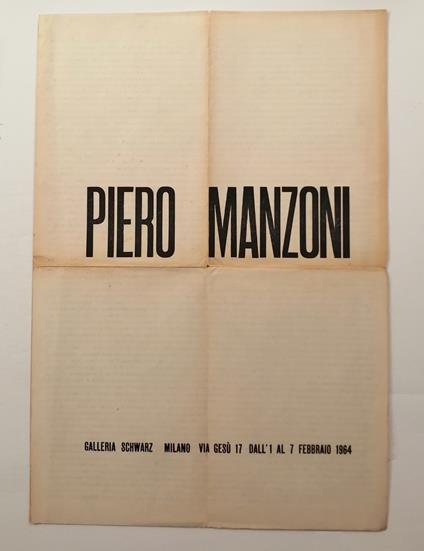 PIERO MANZONI
GALLERIA SCHWARZ MILANO VIA GESÙ 17 DALL'1 AL 7 FEBBRAIO 1964